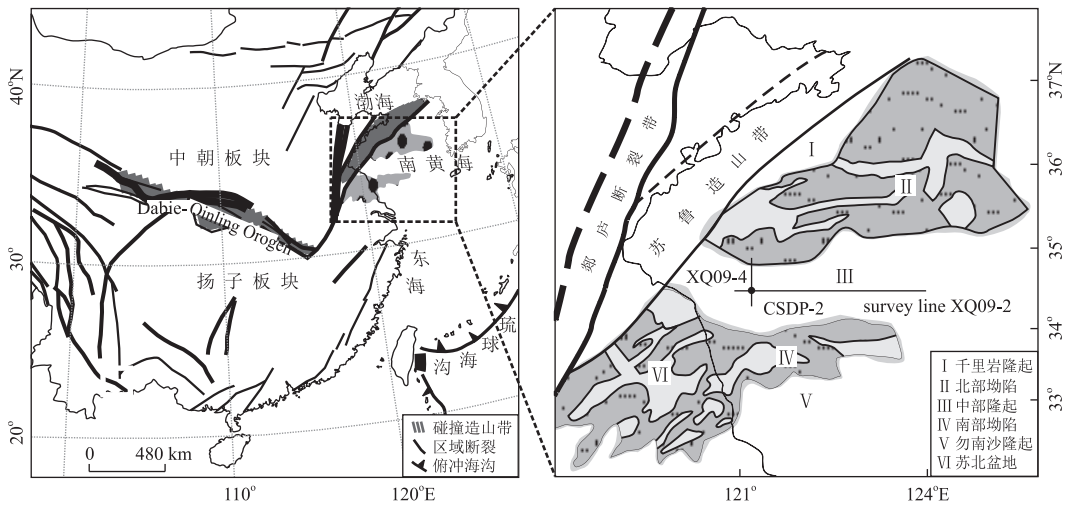 40°N
30°
20°
110°
120°E
渤海
中朝板块
南黄海
Dabie-Qinling Orogen
扬子板块
东海
琉球海沟
0 480 km
碰撞造山带
区域断裂
俯冲海沟
郯庐断裂带
苏鲁造山带
I
II
XQ09-4
III
CSDP-2
survey line XQ09-2
IV
VI
V
I 千里岩隆起
II 北部坳陷
III 中部隆起
IV 南部坳陷
V 勿南沙隆起
VI 苏北盆地
37°N
36°
35°
34°
33°
121°
124°